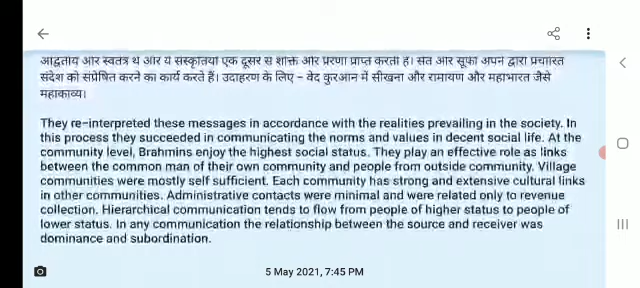 अद्वितीय और स्वतंत्र थे और ये संस्कृतियां एक दूसरे से शक्ति और प्रेरणा प्राप्त करती है। संत और सूफी अपने द्वारा प्रचारित
संदेश को संप्रेषित करने का कार्य करते हैं। उदाहरण के लिए - वेद कुरआन में सीखना और रामायण और महाभारत जैसे
महाकाव्य।
They re-interpreted these messages in accordance with the realities prevailing in the society. In
this process they succeeded in communicating the norms and values in decent social life. At the
community level, Brahmins enjoy the highest social status. They play an effective role as links
between the common man of their own community and people from outside community. Village
communities were mostly self sufficient. Each community has strong and extensive cultural links
in other communities. Administrative contacts were minimal and were related only to revenue
collection. Hierarchical communication tends to flow from people of higher status to people of
lower status. In any communication the relationship between the source and receiver was
dominance and subordination.
5 May 2021, 7:45 PM